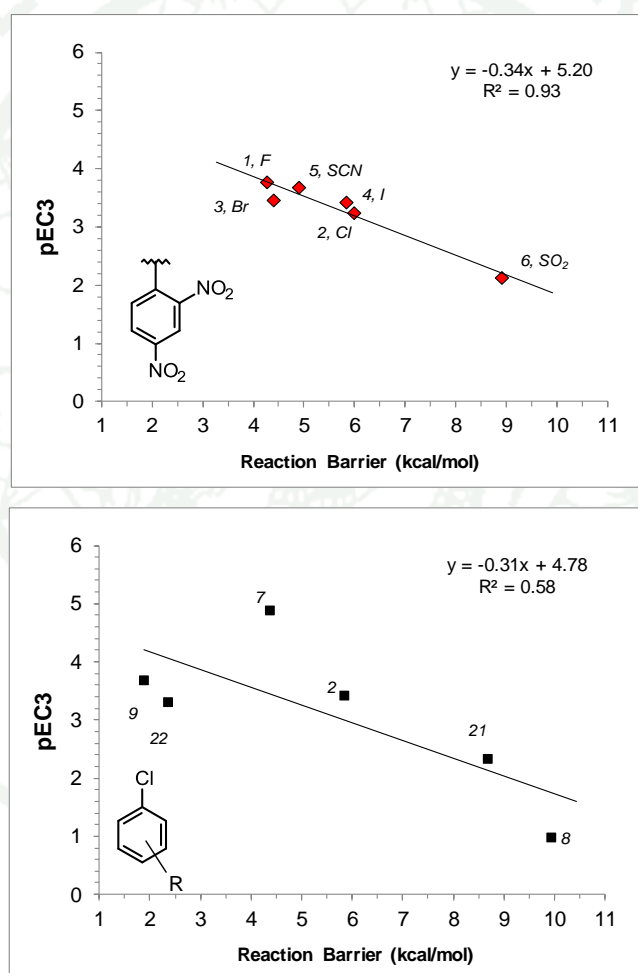 6
y = -0.34x + 5.20
R² = 0.93
5
4
1, F
5, SCN
4, I
3, Br
2, Cl
3
6, SO₂
2
1
0
pEC3
NO₂
NO₂
1 2 3 4 5 6 7 8 9 10 11
Reaction Barrier (kcal/mol)
6
y = -0.31x + 4.78
R² = 0.58
7
5
4
2
9
22
3
21
2
Cl
1
8
R
0
pEC3
1 2 3 4 5 6 7 8 9 10 11
Reaction Barrier (kcal/mol)